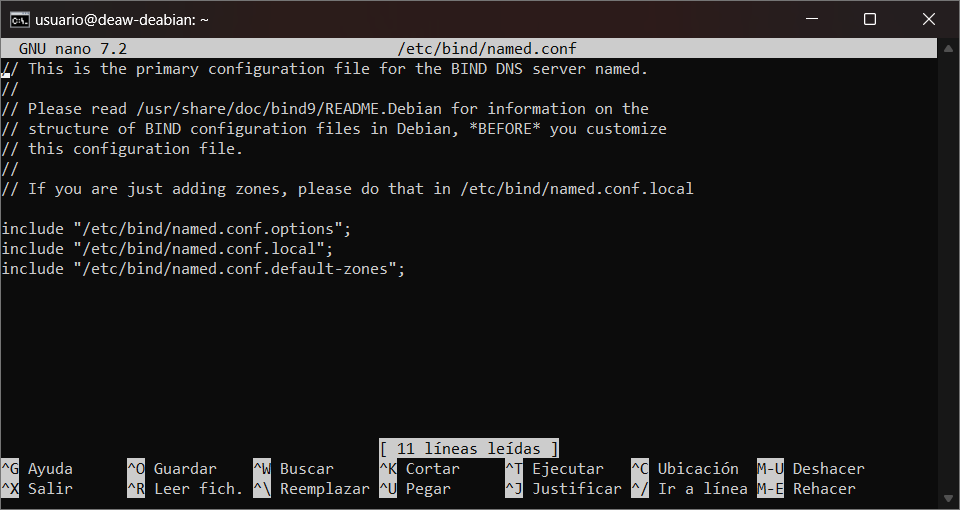 usuario@deaw-deabian: ~
GNU nano 7.2 /etc/bind/named.conf
// This is the primary configuration file for the BIND DNS server named.
//
// Please read /usr/share/doc/bind9/README.Debian for information on the
// structure of BIND configuration files in Debian, *BEFORE* you customize
// this configuration file.
//
// If you are just adding zones, please do that in /etc/bind/named.conf.local
include "/etc/bind/named.conf.options";
include "/etc/bind/named.conf.local";
include "/etc/bind/named.conf.default-zones";
[ 11 líneas leídas ]
^G Ayuda ^O Guardar ^W Buscar ^K Cortar ^T Ejecutar ^C Ubicación M-U Deshacer
^X Salir ^R Leer fich. ^\ Reemplazar ^U Pegar ^J Justificar ^/ Ir a línea M-E Rehacer